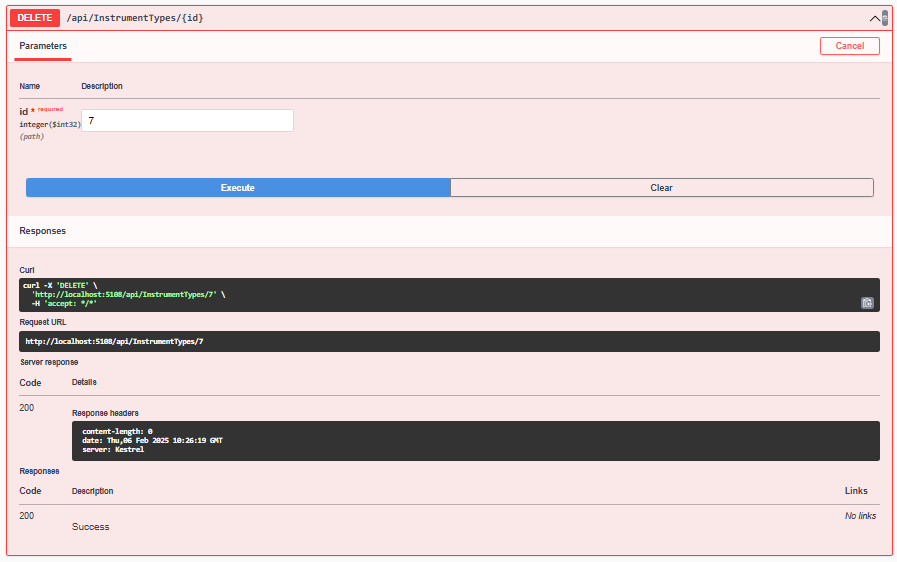 DELETE /api/InstrumentTypes/{id}
Parameters
Cancel
Name Description
id * required
integer($int32)
(path)
7
Execute Clear
Responses
Curl
curl -X 'DELETE' \
'http://localhost:5108/api/InstrumentTypes/7' \
-H 'accept: */*'
Request URL
http://localhost:5108/api/InstrumentTypes/7
Server response
Code Details
200
Response headers
content-length: 0
date: Thu,06 Feb 2025 10:26:19 GMT
server: Kestrel
Responses
Code Description Links
200 No links
Success